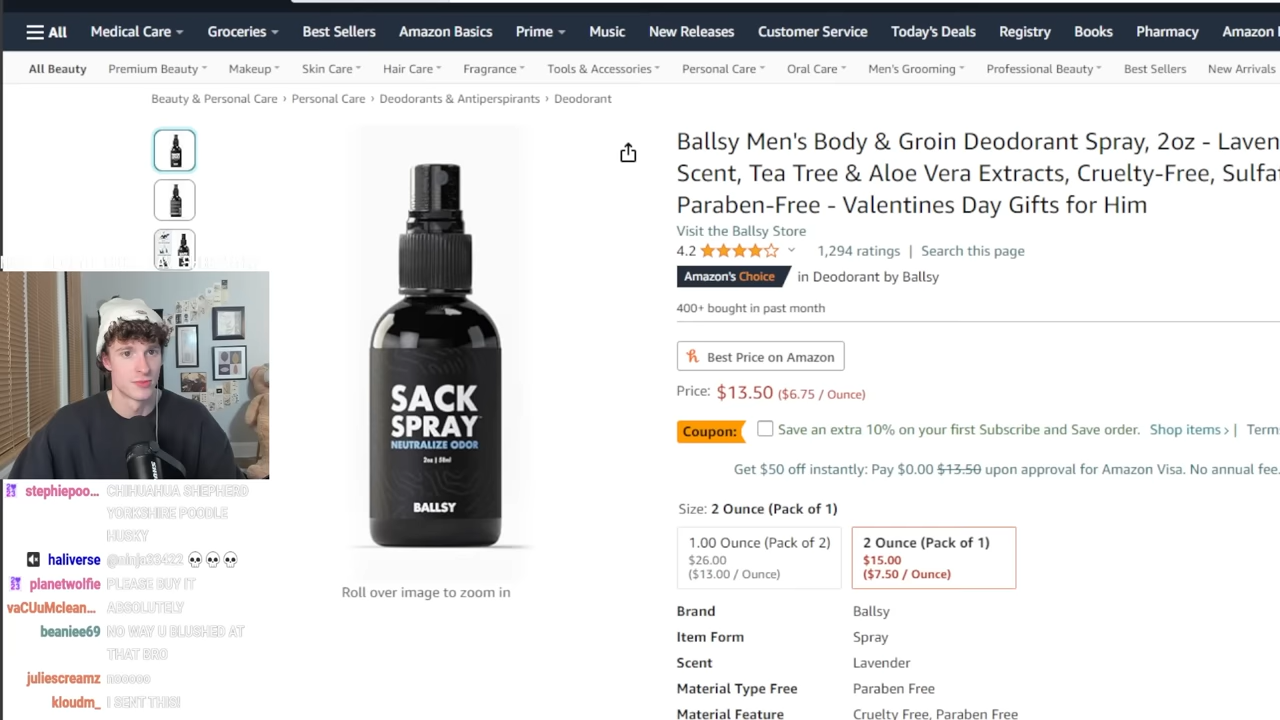 All Medical Care Groceries Best Sellers Amazon Basics Prime Music New Releases Customer Service Today's Deals Registry Books Pharmacy Amazon
All Beauty Premium Beauty Makeup Skin Care Hair Care Fragrance Tools & Accessories Personal Care Oral Care Men's Grooming Professional Beauty Best Sellers New Arrivals
Beauty & Personal Care › Personal Care › Deodorants & Antiperspirants › Deodorant
Ballsy Men's Body & Groin Deodorant Spray, 2oz - Laven
Scent, Tea Tree & Aloe Vera Extracts, Cruelty-Free, Sulfa
Paraben-Free - Valentines Day Gifts for Him
Visit the Ballsy Store
4.2 1,294 ratings | Search this page
Amazon's Choice in Deodorant by Ballsy
400+ bought in past month
Best Price on Amazon
Price: $13.50 ($6.75 / Ounce)
Coupon: Save an extra 10% on your first Subscribe and Save order. Shop items › | Terms
Get $50 off instantly: Pay $0.00 $13.50 upon approval for Amazon Visa. No annual fee.
Size: 2 Ounce (Pack of 1)
1.00 Ounce (Pack of 2)
$26.00
($13.00 / Ounce)
2 Ounce (Pack of 1)
$15.00
($7.50 / Ounce)
Brand Ballsy
Item Form Spray
Scent Lavender
Material Type Free Paraben Free
Material Feature Cruelty Free, Paraben Free
SACK
SPRAY
NEUTRALIZE ODOR
2oz | 59ml
BALLSY
Roll over image to zoom in
stephiepoo... CHIHUAHUA SHEPHERD
YORKSHIRE POODLE
HUSKY
haliverse @ninja33422 💀💀💀
planetwolfie PLEASE BUY IT
vaCUuMclean... ABSOLUTELY
beaniee69 NO WAY U BLUSHED AT
THAT BRO
juliescreamz nooooo
kloudm_ I SENT THIS!